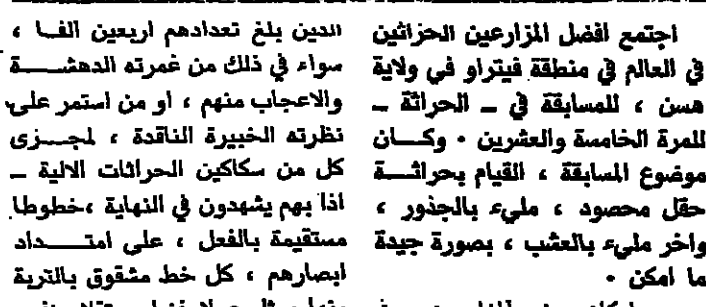 اجتمع افضل المزارعين الحراثين
في العالم في منطقة فيتراو في ولاية
هسن ، للمسابقة في ــ الحراثة ــ
للمرة الخامسة والعشرين . وكان
موضوع المسابقة ، القيام بحراثة
حقل محصود ، مليء بالجذور ،
واخر مليء بالعشب ، بصورة جيدة
ما امكن .
الذين بلغ تعدادهم اربعين الفا ،
سواء في ذلك من غمرته الدهشة
والاعجاب منهم ، او من استمر على
نظرته الخبيرة الناقدة ، لمجزى
كل من سكاكين الحراثات الالية ــ
اذا بهم يشهدون في النهاية ،خطوطا
مستقيمة بالفعل ، على امتداد
ابصارهم ، كل خط مشقوق بالتربة